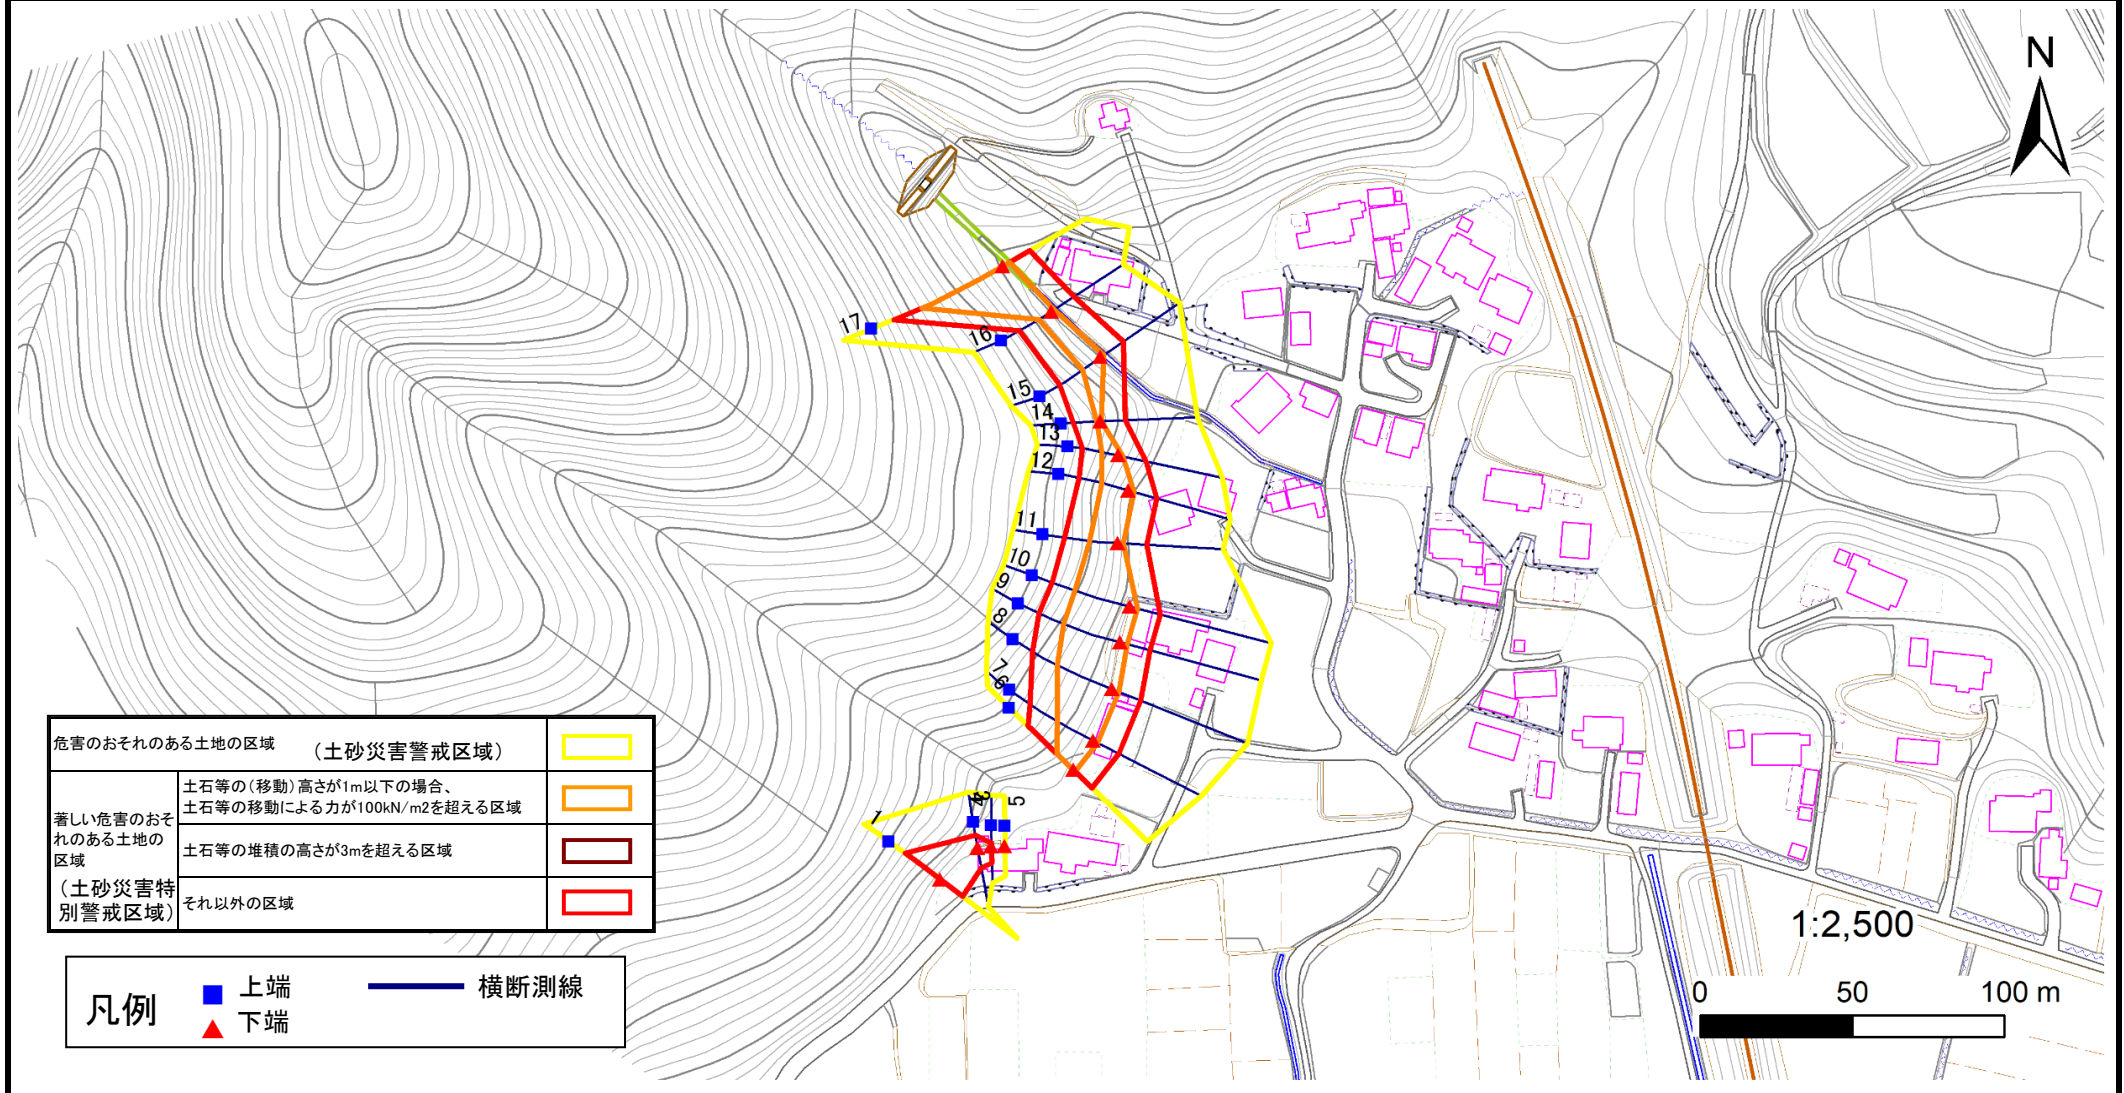 N
17
16
15
14
13
12
11
10
9
8
7
6
5
4
3
1
危害のおそれのある土地の区域 （土砂災害警戒区域）
著しい危害のおそ
れのある土地の
区域
（土砂災害特
別警戒区域）
土石等の（移動）高さが1m以下の場合、
土石等の移動による力が100kN/m2を超える区域
土石等の堆積の高さが3mを超える区域
それ以外の区域
凡例
上端
下端
横断測線
1:2,500
0 50 100 m